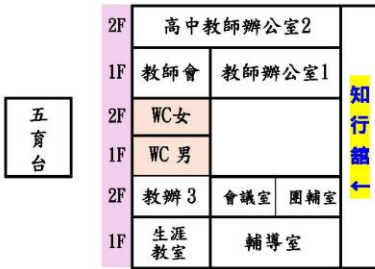 2F 高中教師辦公室2
1F 教師會 教師辦公室1
2F WC女
1F WC 男
2F 教辦3 會議室 團輔室
1F 生涯教室 輔導室
五育台
知行館←